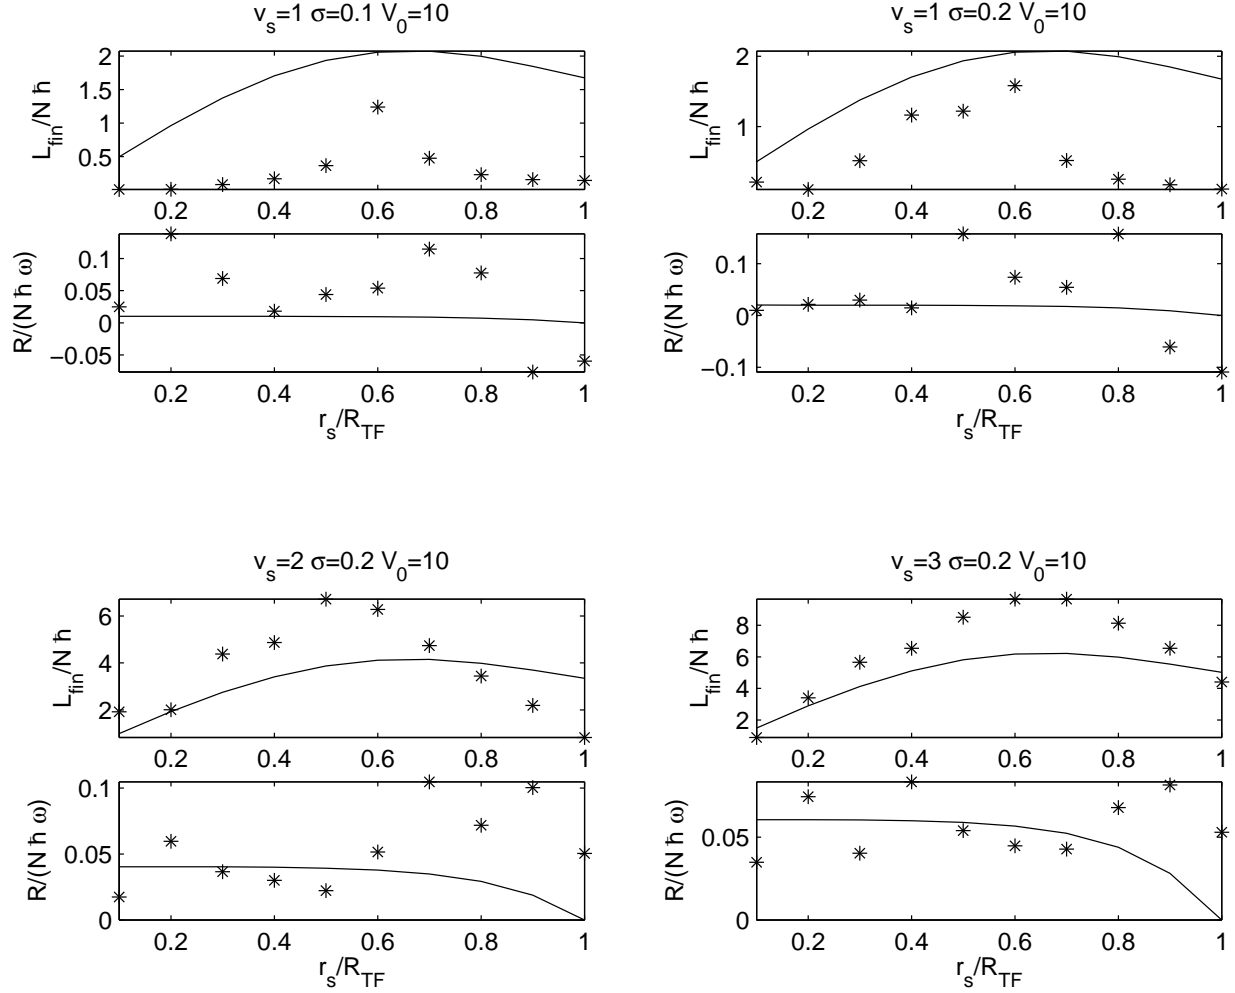 v_s=1 σ=0.1 V_0=10
L_fin/N ħ
2
1.5
1
0.5
0.2 0.4 0.6 0.8 1
R/(N ħ ω)
0.1
0.05
0
−0.05
0.2 0.4 0.6 0.8 1
r_s/R_TF
v_s=1 σ=0.2 V_0=10
L_fin/N ħ
2
1
0.2 0.4 0.6 0.8 1
R/(N ħ ω)
0.1
0
−0.1
0.2 0.4 0.6 0.8 1
r_s/R_TF
v_s=2 σ=0.2 V_0=10
L_fin/N ħ
6
4
2
0.2 0.4 0.6 0.8 1
R/(N ħ ω)
0.1
0.05
0
0.2 0.4 0.6 0.8 1
r_s/R_TF
v_s=3 σ=0.2 V_0=10
L_fin/N ħ
8
6
4
2
0.2 0.4 0.6 0.8 1
R/(N ħ ω)
0.05
0
0.2 0.4 0.6 0.8 1
r_s/R_TF